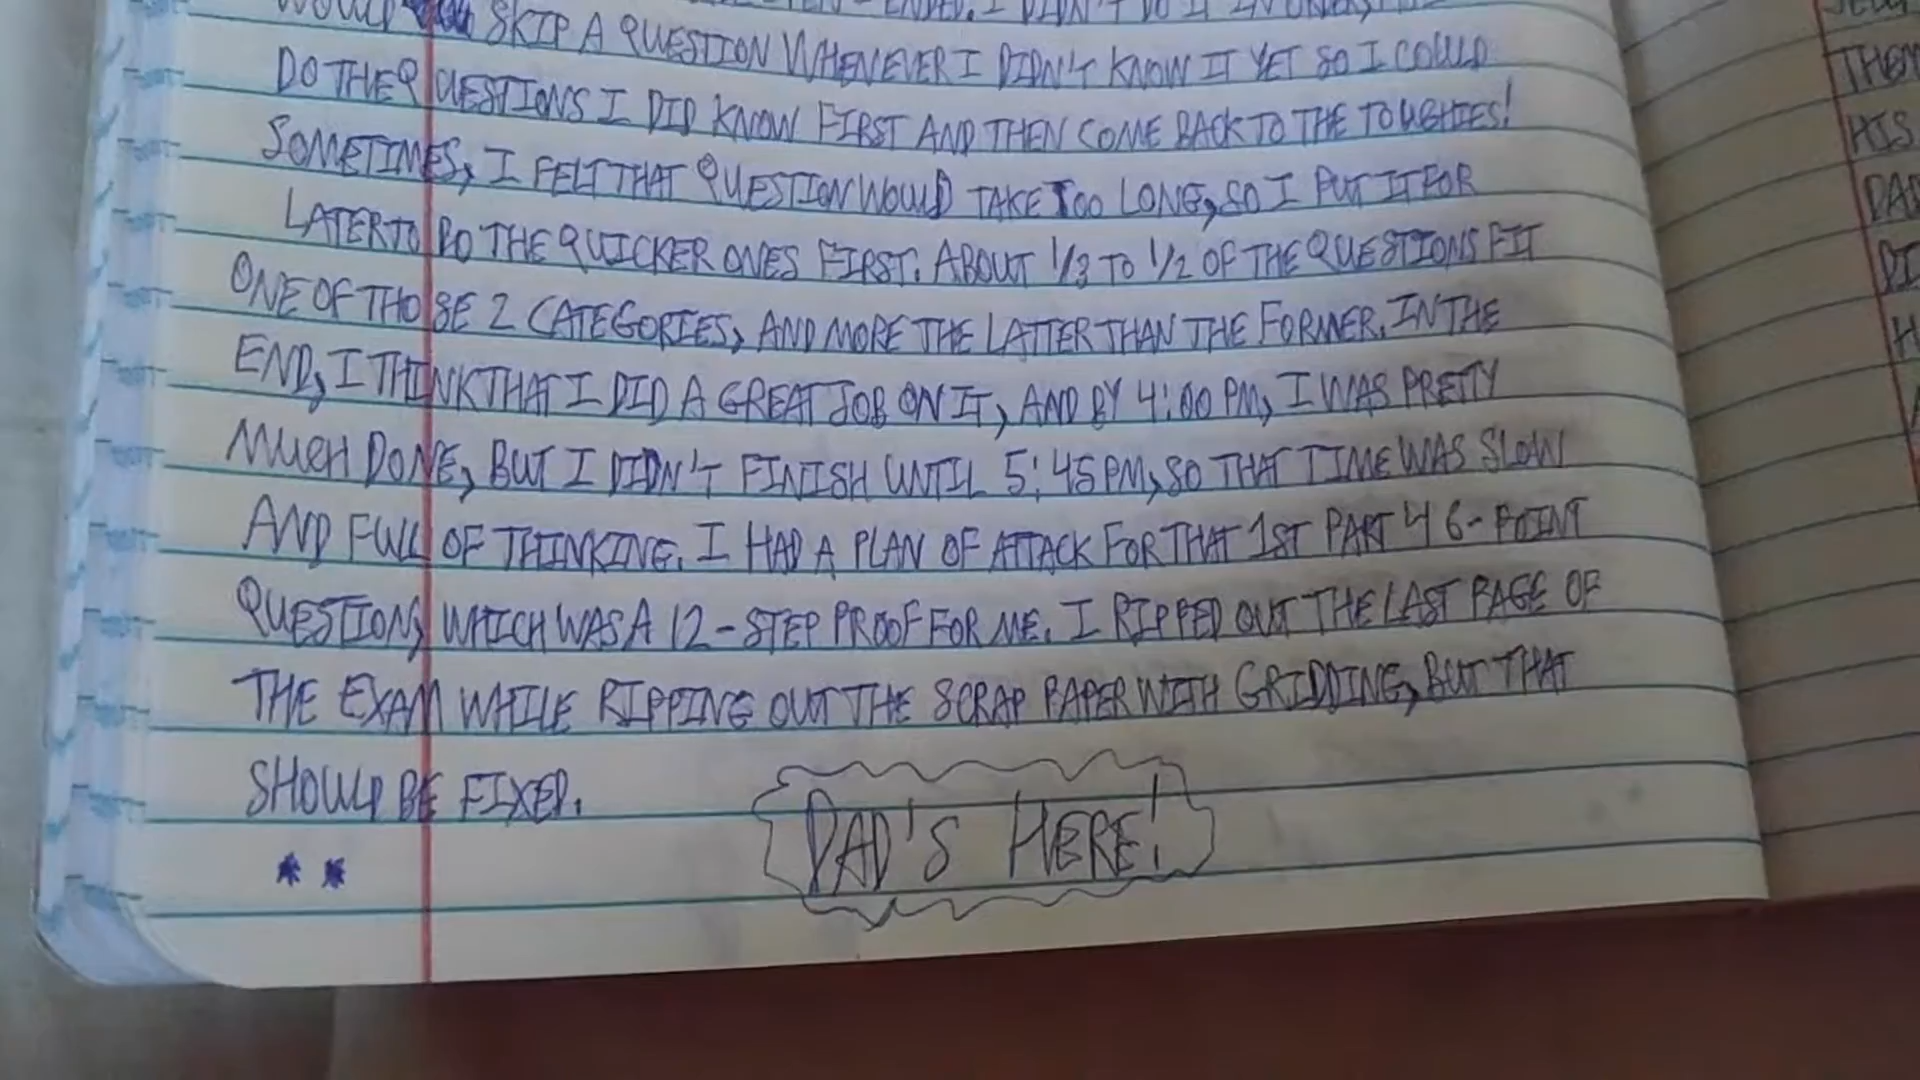 WOULD SKIP A QUESTION WHENEVER I DIDN'T KNOW IT YET SO I COULD
DO THE QUESTIONS I DID KNOW FIRST AND THEN COME BACK TO THE TOUGHIES!
SOMETIMES, I FELT THAT QUESTION WOULD TAKE TOO LONG, SO I PUT IT FOR
LATER TO DO THE QUICKER ONES FIRST. ABOUT 1/3 TO 1/2 OF THE QUESTIONS FIT
ONE OF THOSE 2 CATEGORIES, AND MORE THE LATTER THAN THE FORMER. IN THE
END, I THINK THAT I DID A GREAT JOB ON IT, AND BY 4:00 PM, I WAS PRETTY
MUCH DONE, BUT I DIDN'T FINISH UNTIL 5:45 PM, SO THAT TIME WAS SLOW
AND FULL OF THINKING. I HAD A PLAN OF ATTACK FOR THAT 1ST PART 4 6-POINT
QUESTION, WHICH WAS A 12-STEP PROOF FOR ME. I RIPPED OUT THE LAST PAGE OF
THE EXAM WHILE RIPPING OUT THE SCRAP PAPER WITH GRIDDING, BUT THAT
SHOULD BE FIXED.
DAD'S HERE!
**
THEM
HIS